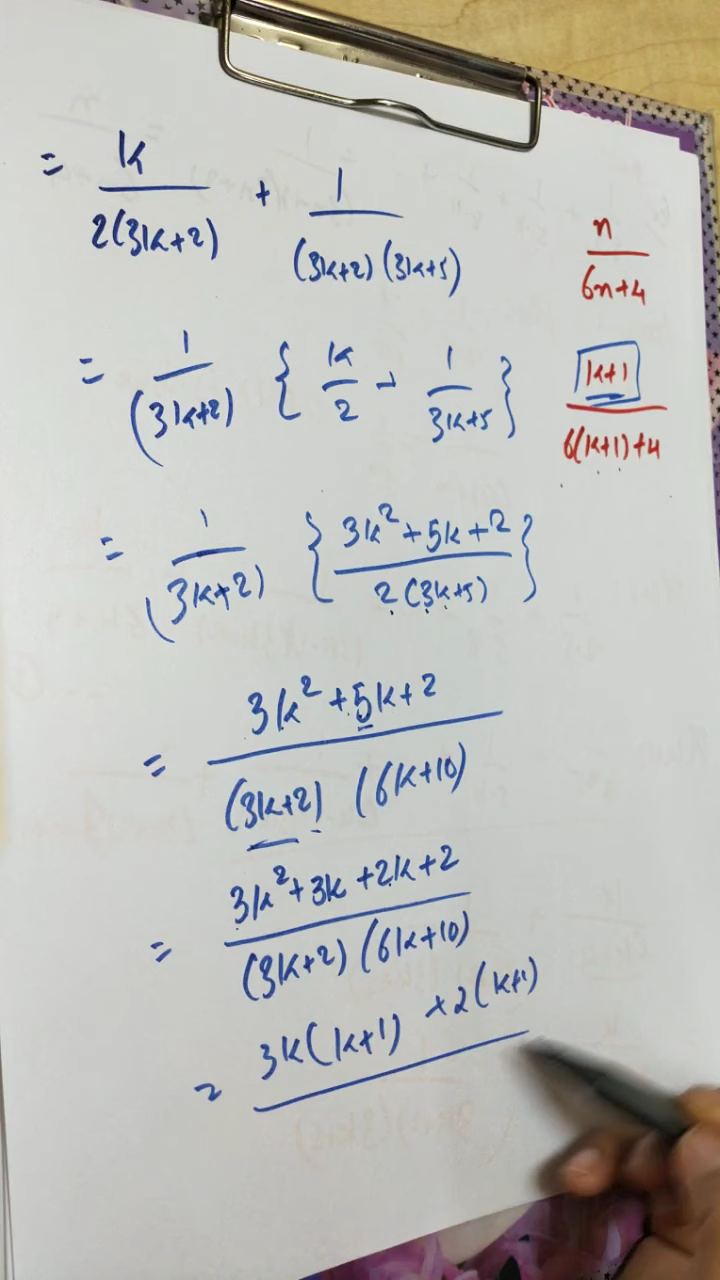 = k/2(3k+2) + 1/(3k+2)(3k+5)
= 1/(3k+2) { k/2 + 1/3k+5 }
= 1/(3k+2) { 3k²+5k+2/2(3k+5) }
= 3k²+5k+2/(3k+2)(6k+10)
= 3k²+3k+2k+2/(3k+2)(6k+10)
= 3k(k+1)+2(k+1)
n/6n+4
k+1/6(k+1)+4